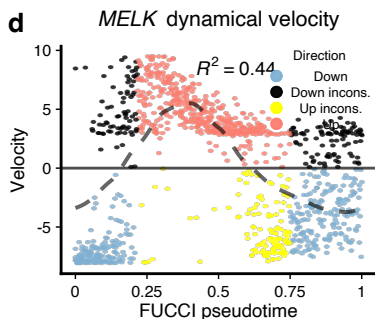 d
MELK dynamical velocity
R² = 0.44
Direction
Down
Down incons.
Up incons.
Up
Velocity
10
5
0
-5
0
0.25
0.50
0.75
1
FUCCI pseudotime